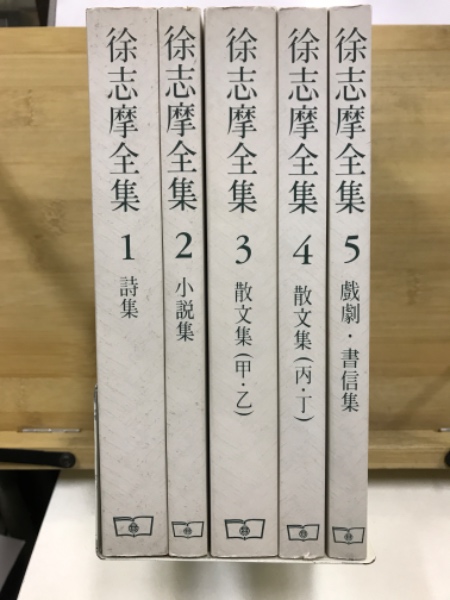 徐志摩全集 1 詩集
徐志摩全集 2 小説集
徐志摩全集 3 散文集(甲·乙)
徐志摩全集 4 散文集(丙·丁)
徐志摩全集 5 戲劇·書信集